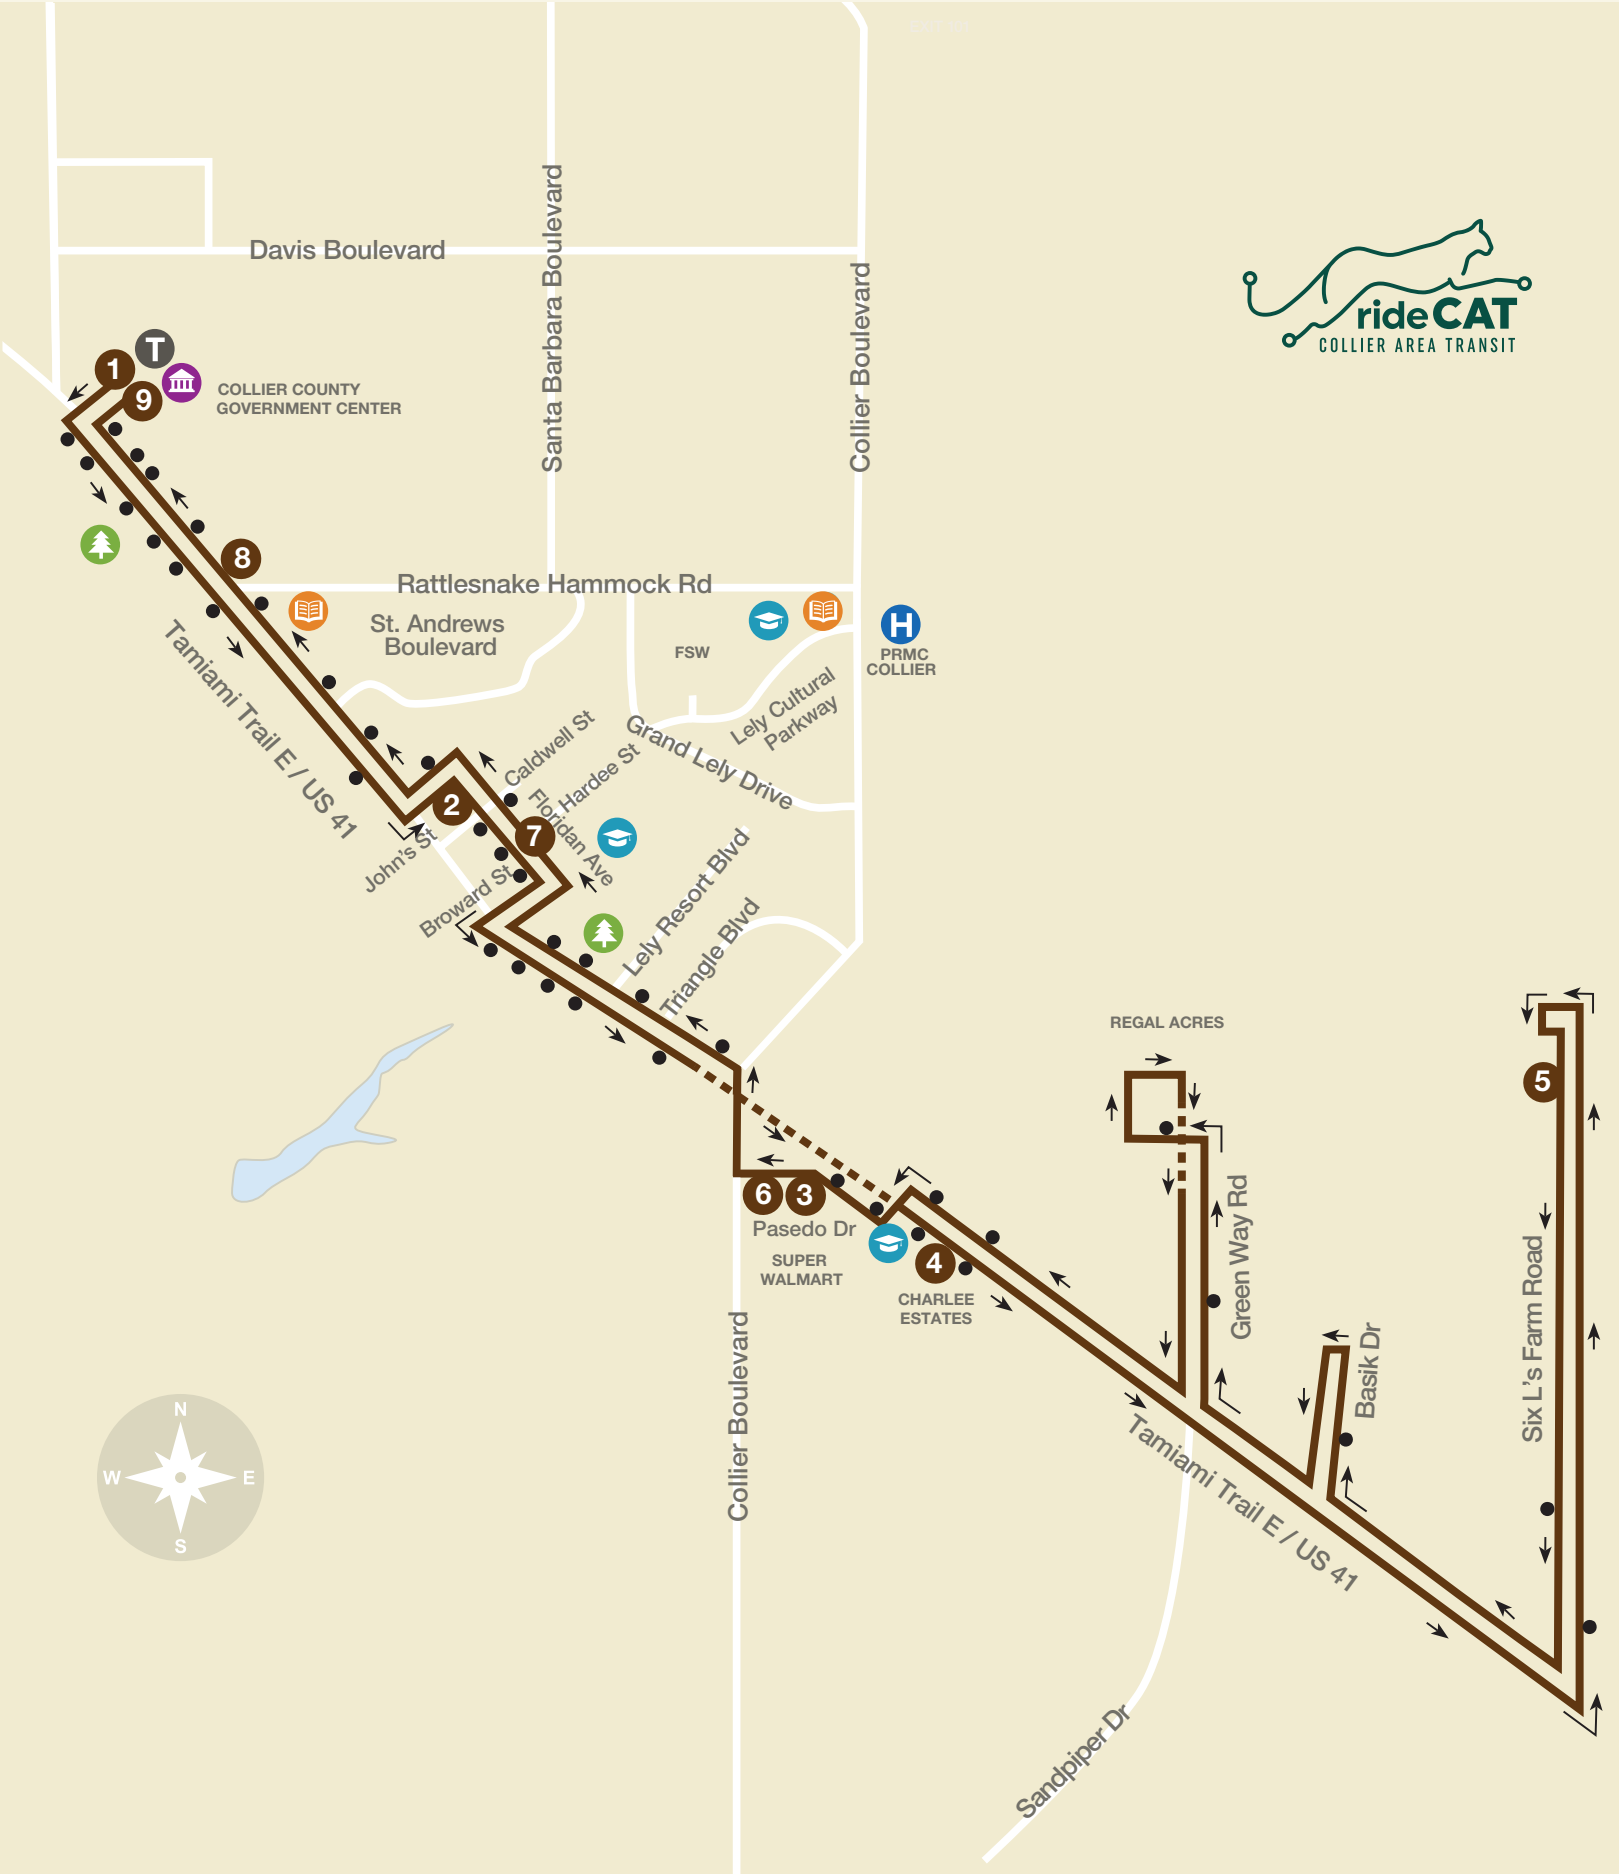 Davis Boulevard
Santa Barbara Boulevard
Collier Boulevard
rideCAT
COLLIER AREA TRANSIT
T
1
9
COLLIER COUNTY
GOVERNMENT CENTER
8
Rattlesnake Hammock Rd
St. Andrews
Boulevard
FSW
H
PRMC
COLLIER
Tamiami Trail E / US 41
Lely Cultural
Parkway
Grand Lely Drive
Caldwell St
Hardee St
Floridan Ave
2
7
John's St
Broward St
Lely Resort Blvd
Triangle Blvd
REGAL ACRES
5
6
3
Pasedo Dr
SUPER
WALMART
4
CHARLEE
ESTATES
Green Way Rd
Basik Dr
Six L's Farm Road
Collier Boulevard
Tamiami Trail E / US 41
Sandpiper Dr
N
W
E
S